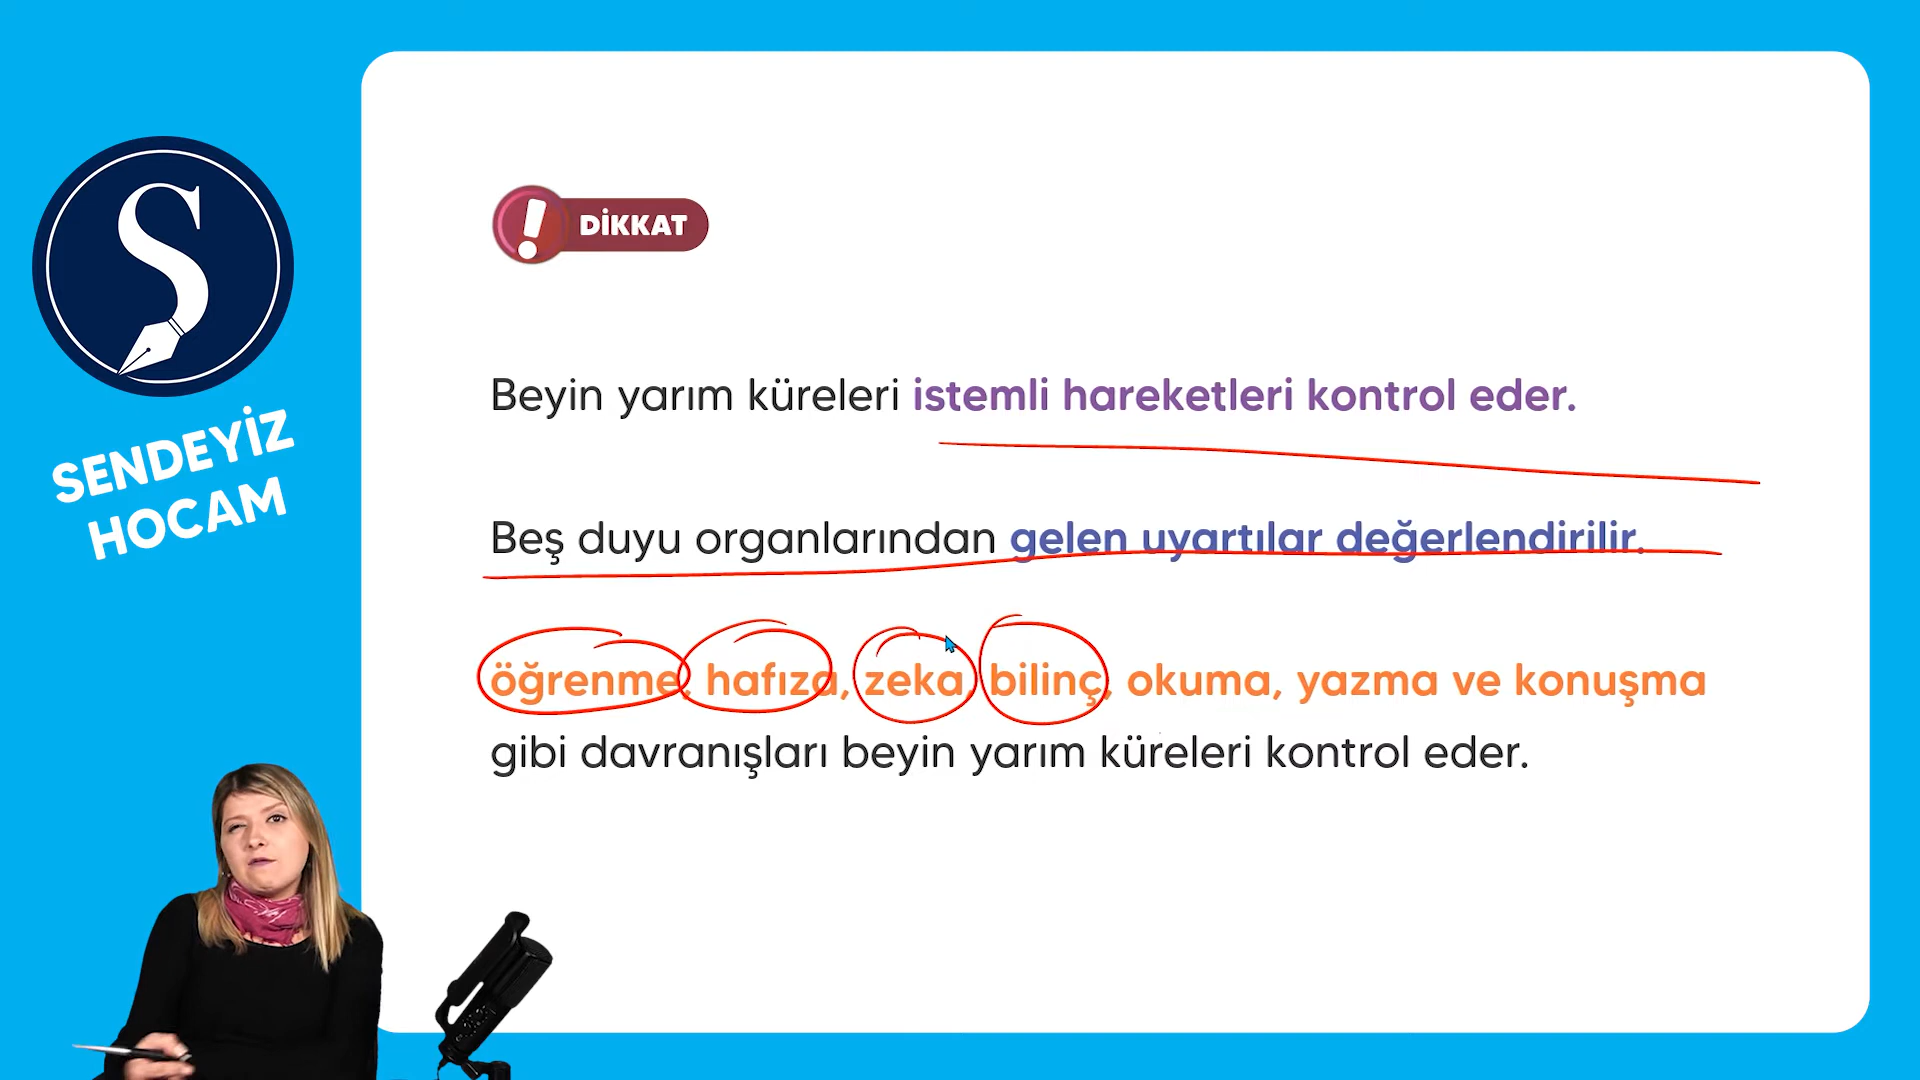 SENDEYİZ
HOCAM
DİKKAT
Beyin yarım küreleri istemli hareketleri kontrol eder.
Beş duyu organlarından gelen uyartılar değerlendirilir.
öğrenme, hafıza, zeka, bilinç, okuma, yazma ve konuşma
gibi davranışları beyin yarım küreleri kontrol eder.